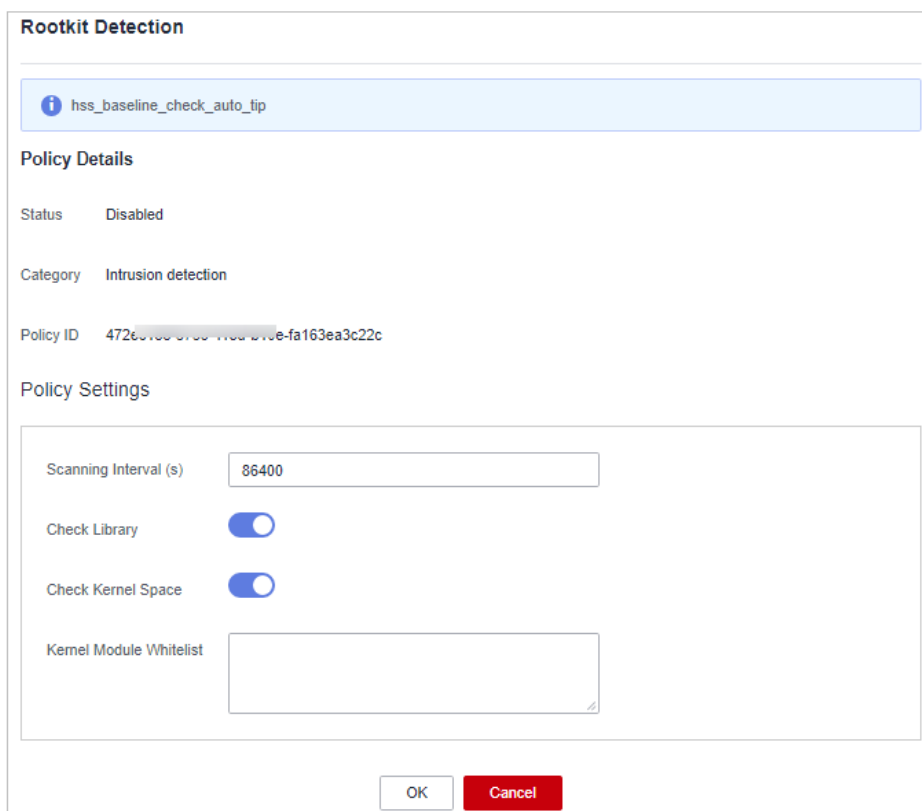 Rootkit Detection
hss_baseline_check_auto_tip
Policy Details
Status Disabled
Category Intrusion detection
Policy ID
Policy Settings
Scanning Interval (s) 86400
Check Library
Check Kernel Space
Kernel Module Whitelist
OK Cancel